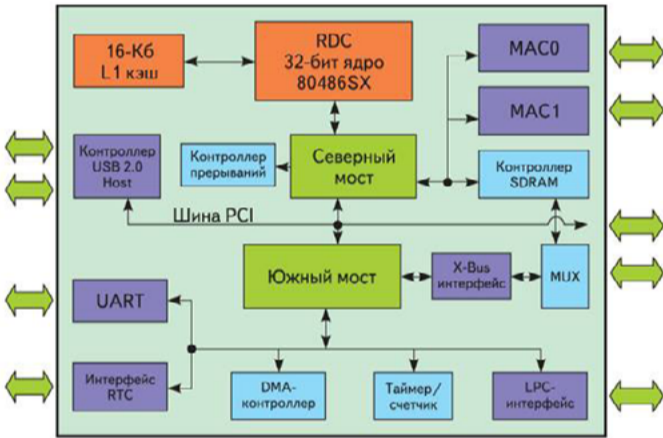 16-Кб
L1 кэш
RDC
32-бит ядро
80486SX
MAC0
MAC1
Контроллер
USB 2.0
Host
Контроллер
прерываний
Северный
мост
Контроллер
SDRAM
Шина PCI
Южный мост
X-Bus
интерфейс
MUX
UART
Интерфейс
RTC
DMA-
контроллер
Таймер/
счетчик
LPC-
интерфейс